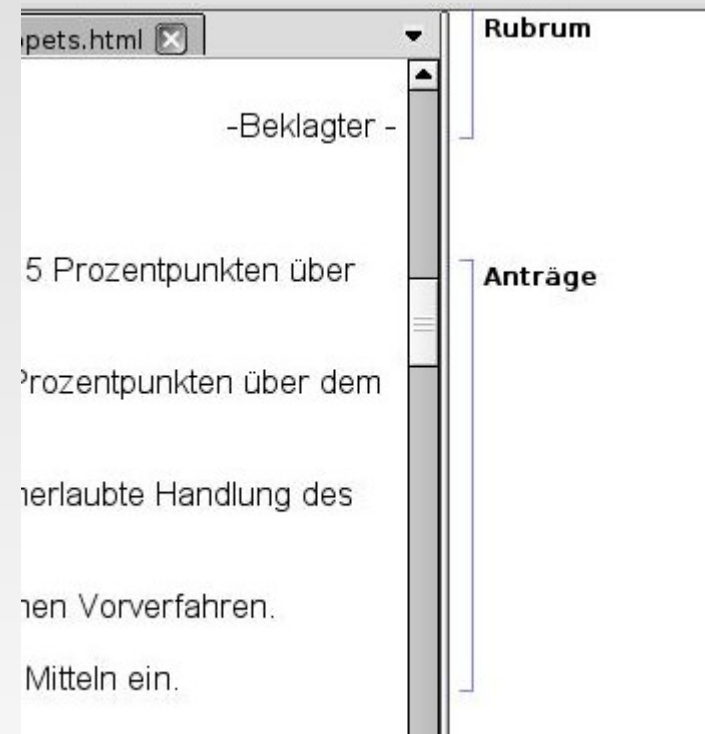 pets.html
Rubrum
-Beklagter -
5 Prozentpunkten über
Anträge
Prozentpunkten über dem
nerlaubte Handlung des
nen Vorverfahren.
Mitteln ein.